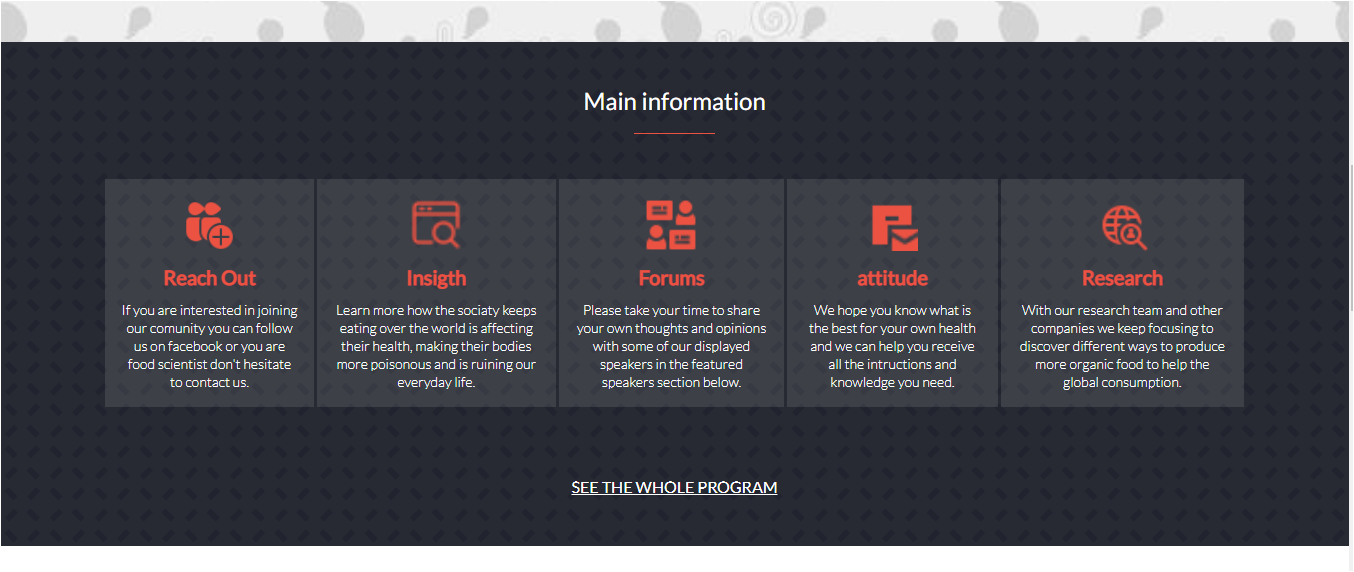 Main information
Reach Out
If you are interested in joining
our comunity you can follow
us on facebook or you are
food scientist don't hesitate
to contact us.
Insigth
Learn more how the sociaty keeps
eating over the world is affecting
their health, making their bodies
more poisonous and is ruining our
everyday life.
Forums
Please take your time to share
your own thoughts and opinions
with some of our displayed
speakers in the featured
speakers section below.
attitude
We hope you know what is
the best for your own health
and we can help you receive
all the intructions and
knowledge you need.
Research
With our research team and other
companies we keep focusing to
discover different ways to produce
more organic food to help the
global consumption.
SEE THE WHOLE PROGRAM